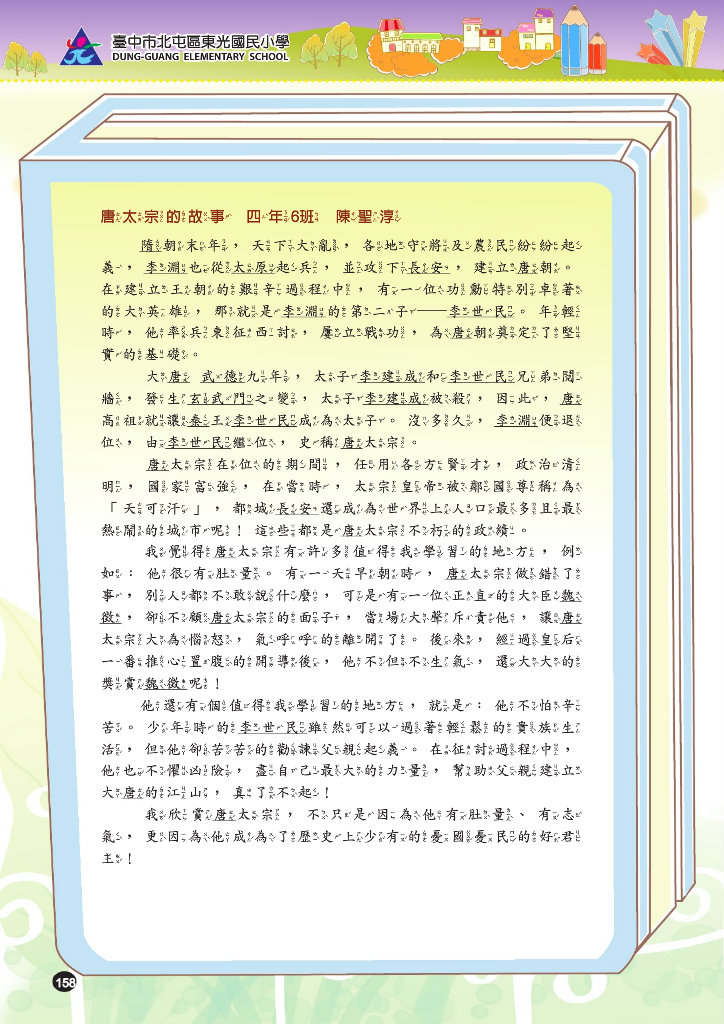 臺中市北屯區東光國民小學
DUNG-GUANG ELEMENTARY SCHOOL
唐太宗的故事 四年6班 陳聖淳
隋朝末年，天下大亂，各地守將及農民紛紛起
義，李淵也從太原起兵，並攻下長安，建立唐朝。
在建立王朝的艱辛過程中，有一位功勳特別卓著
的大英雄，那就是李淵的第二子——李世民。年輕
時，他率兵東征西討，屢立戰功，為唐朝奠定了堅
實的基礎。
大唐 武德九年，太子李建成和李世民兄弟鬩
牆，發生玄武門之變，太子李建成被殺，因此，唐
高祖就讓秦王李世民成為太子。沒多久，李淵便退
位，由李世民繼位，史稱唐太宗。
唐太宗在位的期間，任用各方賢才，政治清
明，國家富強，在當時，太宗皇帝被鄰國尊稱為
「天可汗」，都城長安還成為世界上人口最多且最
熱鬧的城市呢！這些都是唐太宗不朽的政績。
我覺得唐太宗有許多值得我學習的地方，例
如：他很有肚量。有一天早朝時，唐太宗做錯了
事，別人都不敢說什麼，可是有一位正直的大臣魏
徵，卻不顧唐太宗的面子，當場大聲斥責他，讓唐
太宗大為惱怒，氣呼呼的離開了。後來，經過皇后
一番推心置腹的開導後，他不但不生氣，還大大的
獎賞魏徵呢！
他還有個值得我學習的地方，就是：他不怕辛
苦。少年時的李世民雖然可以過著輕鬆的貴族生
活，但他卻苦苦的勸諫父親起義。在征討過程中，
他也不懼凶險，盡自己最大的力量，幫助父親建立
大唐的江山，真了不起！
我欣賞唐太宗，不只是因為他有肚量、有志
氣，更因為他成為了歷史上少有的憂國憂民的好君
主！
158